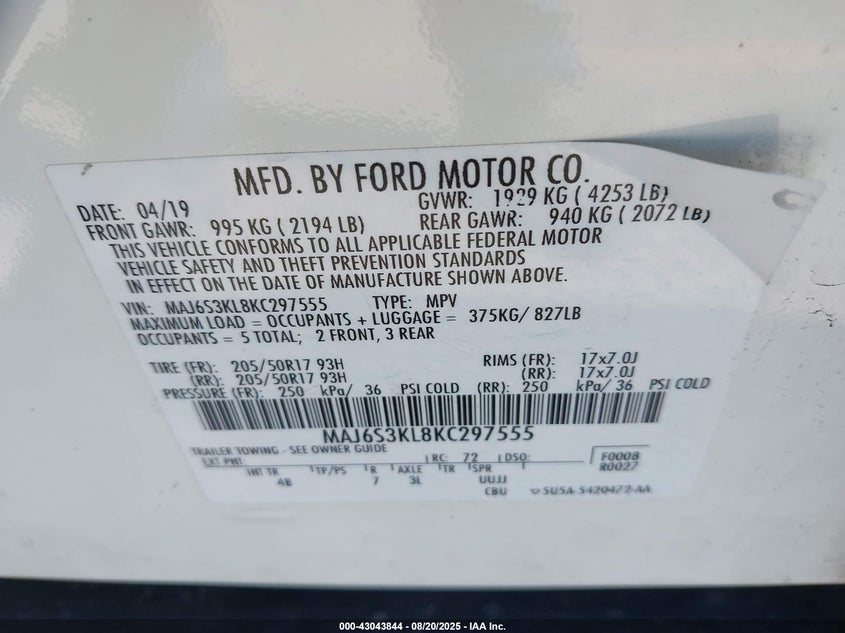 MFD. BY FORD MOTOR CO.
DATE: 04/19 GVWR: 1929 KG ( 4253 LB)
FRONT GAWR: 995 KG ( 2194 LB) REAR GAWR: 940 KG ( 2072 LB)
THIS VEHICLE CONFORMS TO ALL APPLICABLE FEDERAL MOTOR
VEHICLE SAFETY AND THEFT PREVENTION STANDARDS
IN EFFECT ON THE DATE OF MANUFACTURE SHOWN ABOVE.
VIN: MAJ6S3KL8KC297555 TYPE: MPV
MAXIMUM LOAD = OCCUPANTS + LUGGAGE = 375KG/ 827LB
OCCUPANTS = 5 TOTAL; 2 FRONT, 3 REAR
TIRE (FR): 205/50R17 93H RIMS (FR): 17x7.0J
(RR): 205/50R17 93H (RR): 17x7.0J
PRESSURE (FR): 250 kPa/ 36 PSI COLD (RR): 250 kPa/ 36 PSI COLD
MAJ6S3KL8KC297555
TRAILER TOWING - SEE OWNER GUIDE
EXT PNT: RC: 72 DSO: F0008
R0027
INT TR TP/PS R AXLE TR SPR
4B 7 3L UUJJ
CBU 5U5A-5420472-AA
000-43043844 | 08/20/2025 - IAA Inc.